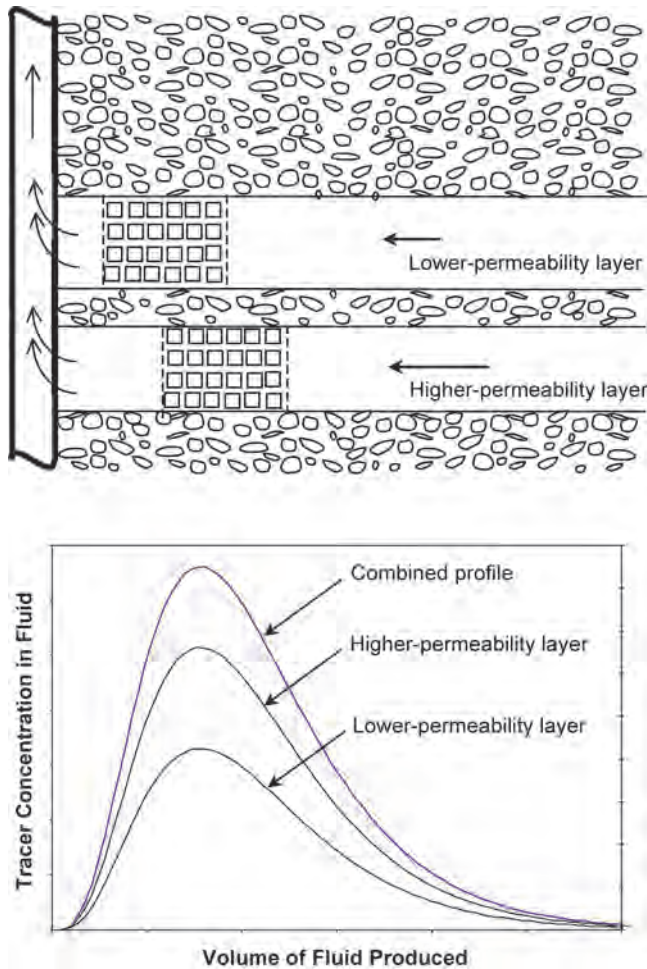 Lower-permeability layer
Higher-permeability layer
Combined profile
Higher-permeability layer
Lower-permeability layer
Tracer Concentration in Fluid
Volume of Fluid Produced